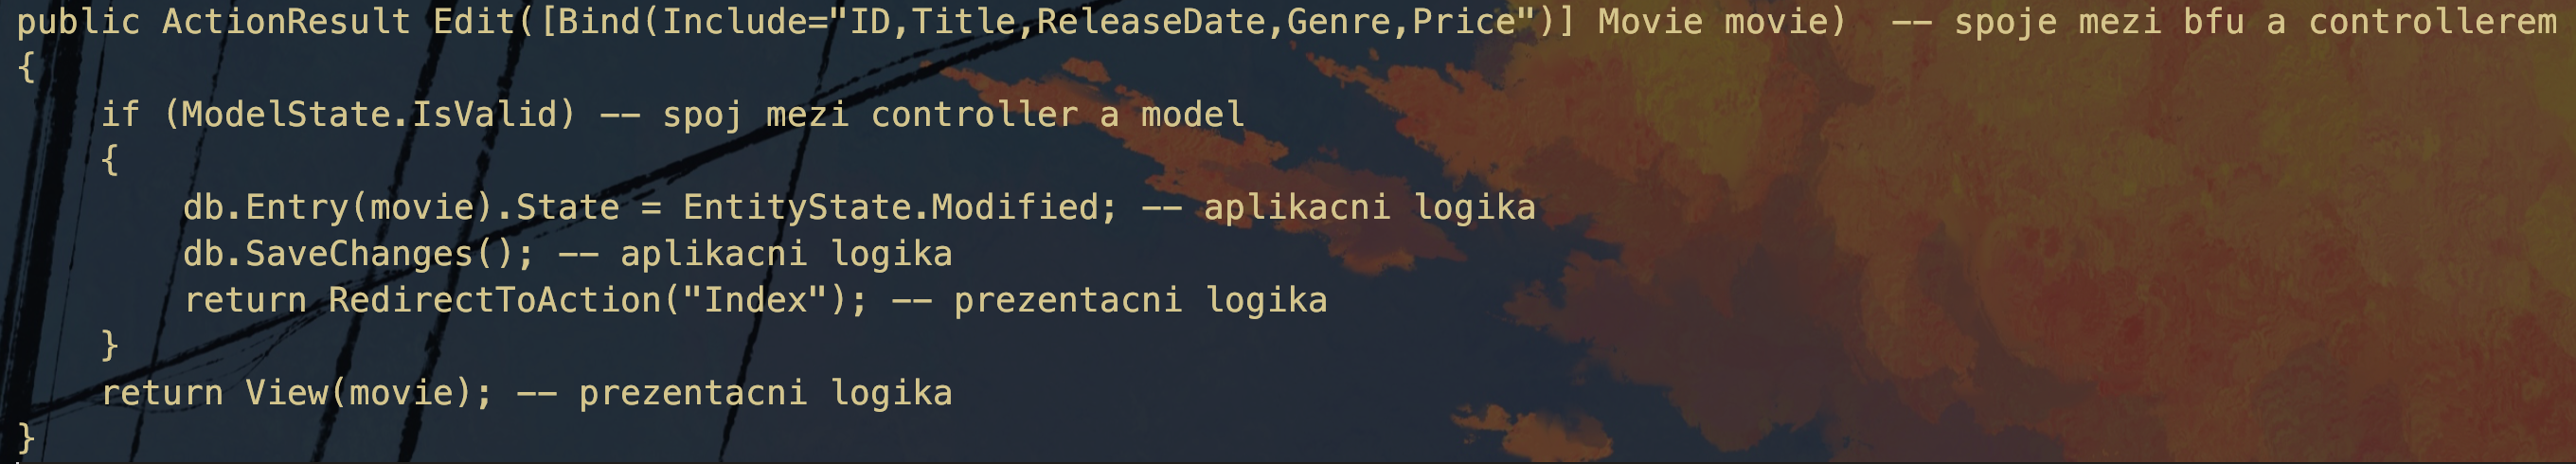 public ActionResult Edit([Bind(Include="ID,Title,ReleaseDate,Genre,Price")] Movie movie)  -- spoje mezi bfu a controllerem
{
    if (ModelState.IsValid) -- spoj mezi controller a model
    {
        db.Entry(movie).State = EntityState.Modified; -- aplikacni logika
        db.SaveChanges(); -- aplikacni logika
        return RedirectToAction("Index"); -- prezentacni logika
    }
    return View(movie); -- prezentacni logika
}